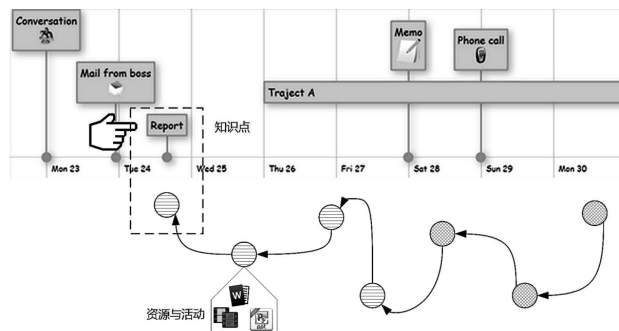 Conversation
Mail from boss
Report
知识点
Memo
Phone call
Traject A
Mon 23
Tue 24
Wed 25
Thu 26
Fri 27
Sat 28
Sun 29
Mon 30
资源与活动
W